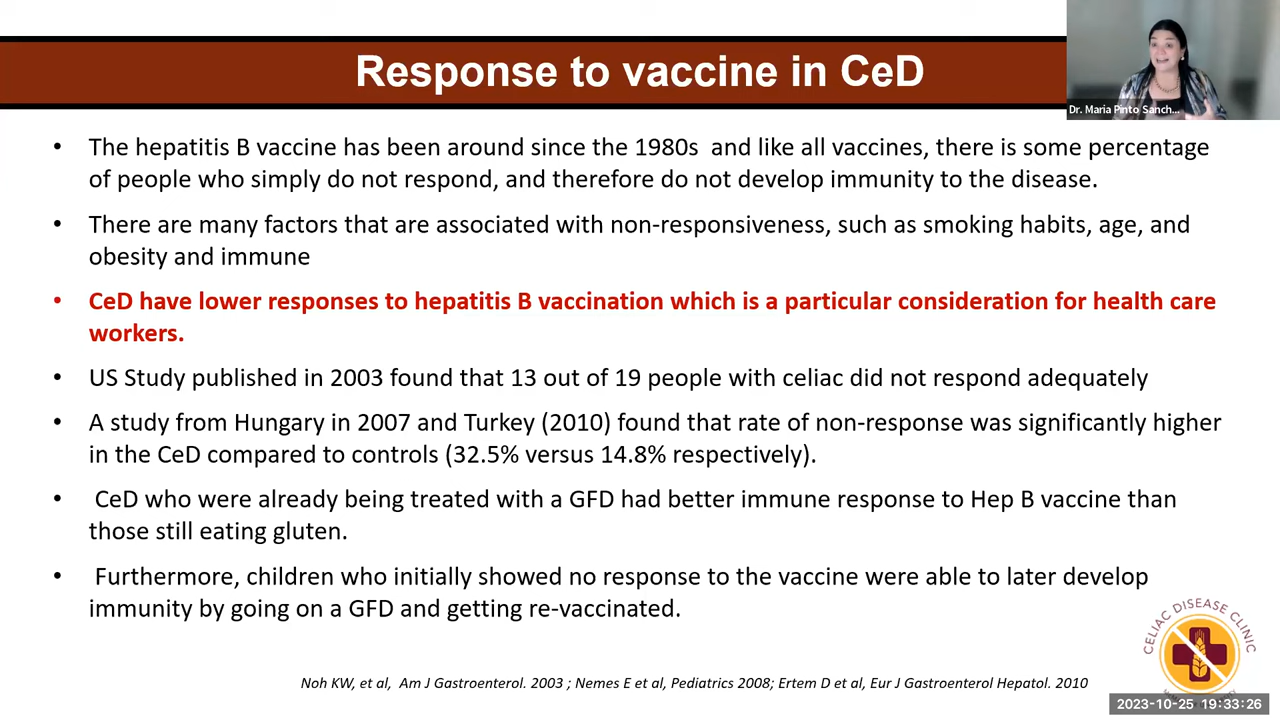 Response to vaccine in CeD
Dr. Maria Pinto Sanch...
• The hepatitis B vaccine has been around since the 1980s and like all vaccines, there is some percentage
of people who simply do not respond, and therefore do not develop immunity to the disease.
• There are many factors that are associated with non-responsiveness, such as smoking habits, age, and
obesity and immune
• CeD have lower responses to hepatitis B vaccination which is a particular consideration for health care
workers.
• US Study published in 2003 found that 13 out of 19 people with celiac did not respond adequately
• A study from Hungary in 2007 and Turkey (2010) found that rate of non-response was significantly higher
in the CeD compared to controls (32.5% versus 14.8% respectively).
• CeD who were already being treated with a GFD had better immune response to Hep B vaccine than
those still eating gluten.
• Furthermore, children who initially showed no response to the vaccine were able to later develop
immunity by going on a GFD and getting re-vaccinated.
CELIAC DISEASE CLINIC
Noh KW, et al, Am J Gastroenterol. 2003 ; Nemes E et al, Pediatrics 2008; Ertem D et al, Eur J Gastroenterol Hepatol. 2010
2023-10-25 19:33:26